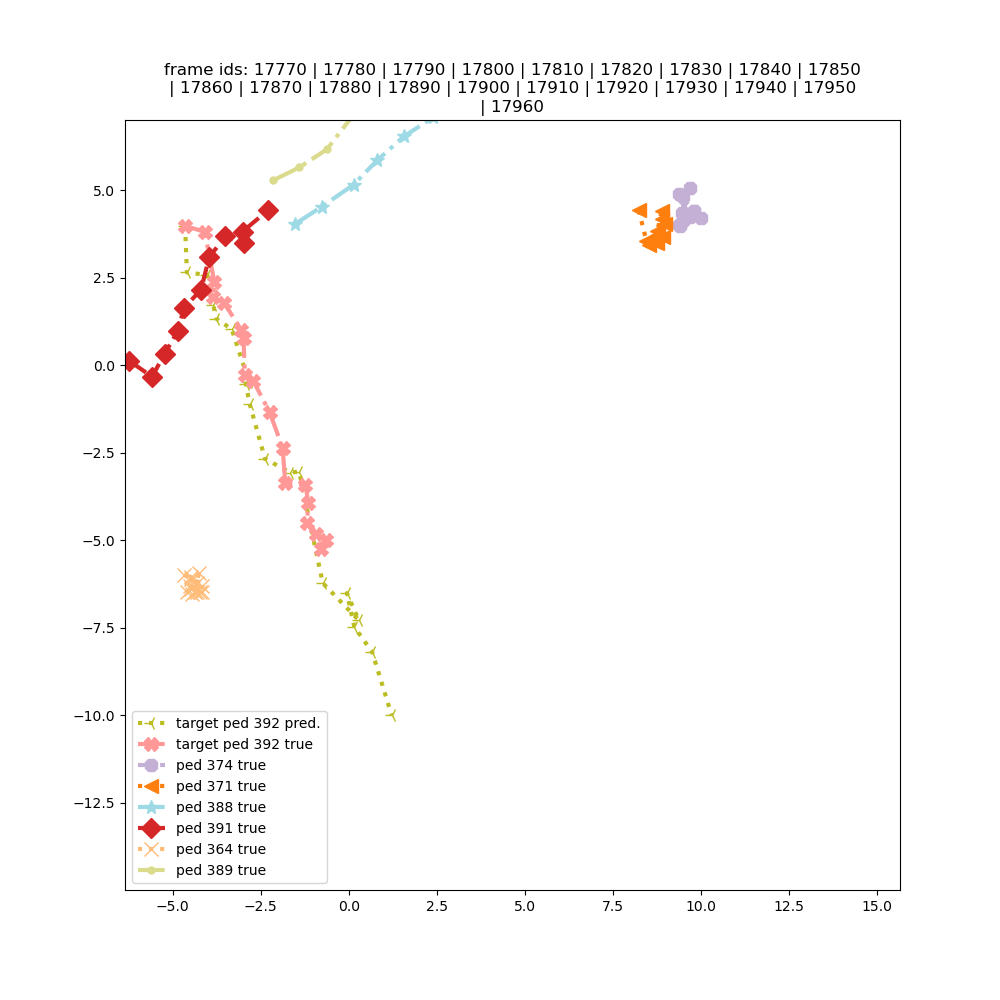 frame ids: 17770 | 17780 | 17790 | 17800 | 17810 | 17820 | 17830 | 17840 | 17850
| 17860 | 17870 | 17880 | 17890 | 17900 | 17910 | 17920 | 17930 | 17940 | 17950
| 17960
5.0
2.5
0.0
−2.5
−5.0
−7.5
−10.0
−12.5
target ped 392 pred.
target ped 392 true
ped 374 true
ped 371 true
ped 388 true
ped 391 true
ped 364 true
ped 389 true
−5.0 −2.5 0.0 2.5 5.0 7.5 10.0 12.5 15.0